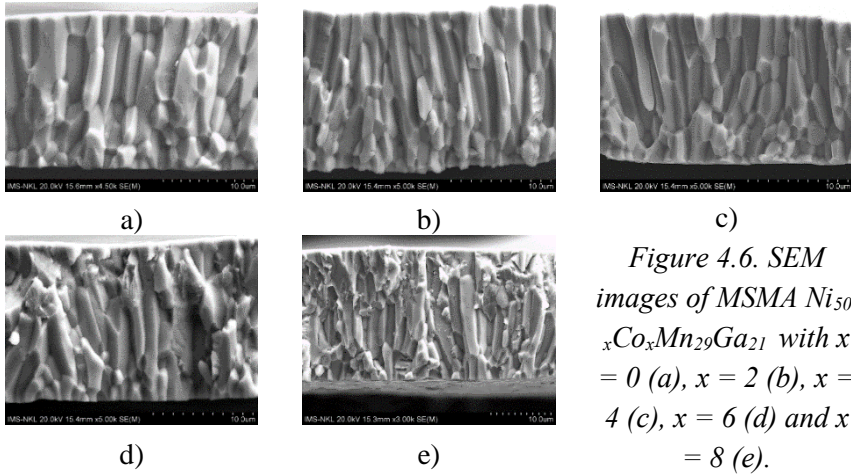 IMS-NKL 20.0kV 15.6mm x4.50k SE(M) 10.0um
IMS-NKL 20.0kV 15.4mm x5.00k SE(M) 10.0um
IMS-NKL 20.0kV 15.4mm x5.00k SE(M) 10.0um
a)
b)
c)
IMS-NKL 20.0kV 15.4mm x5.00k SE(M) 10.0um
IMS-NKL 20.0kV 15.3mm x3.00k SE(M) 10.0um
d)
e)
Figure 4.6. SEM
images of MSMA Ni50-
xCoxMn29Ga21 with x
= 0 (a), x = 2 (b), x =
4 (c), x = 6 (d) and x
= 8 (e).